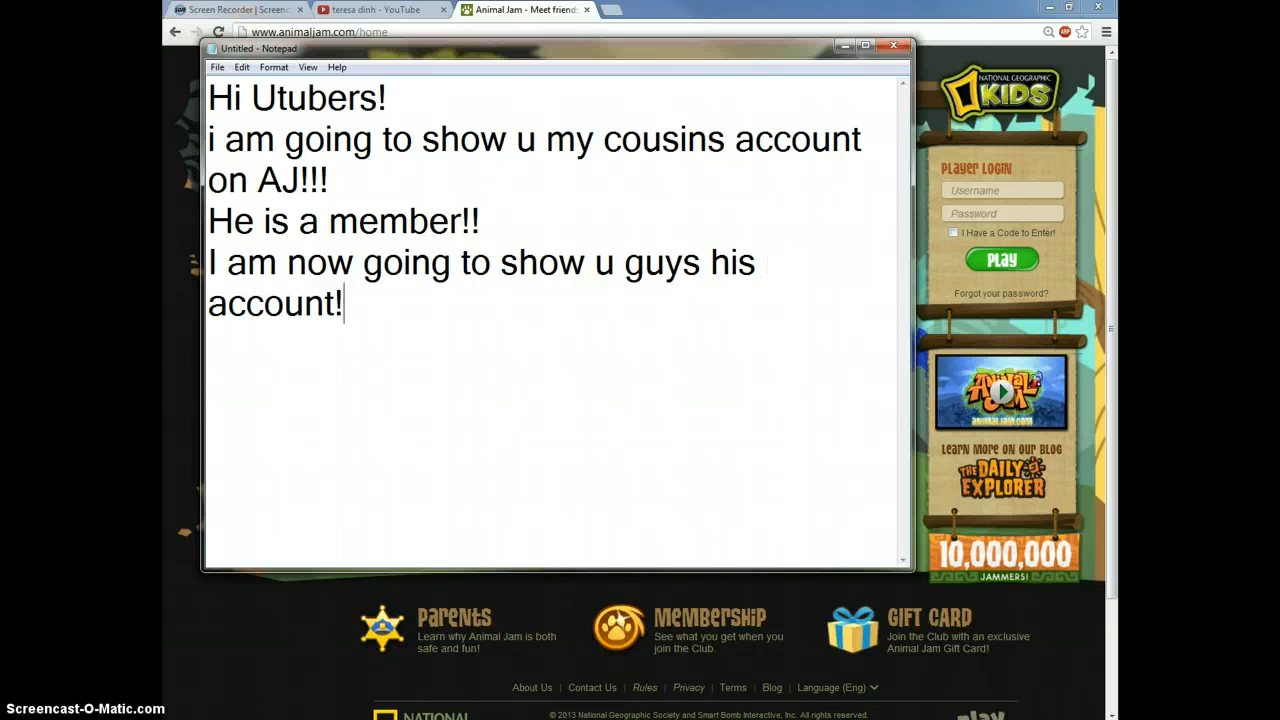 Screen Recorder | Screenc
teresa dinh - YouTube
Animal Jam - Meet friends
www.animaljam.com/home
Untitled - Notepad
File Edit Format View Help
Hi Utubers!
i am going to show u my cousins account
on AJ!!!
He is a member!!
I am now going to show u guys his
account!
NATIONAL GEOGRAPHIC
KIDS
PLAYER LOGIN
Username
Password
I Have a Code to Enter!
PLAY
Forgot your password?
ANIMAL JAM
ANIMALJAM.COM
LEARN MORE ON OUR BLOG
THE DAILY
EXPLORER
10,000,000
JAMMERS!
PARENTS
Learn why Animal Jam is both
safe and fun!
MEMBERSHIP
See what you get when you
join the Club.
GIFT CARD
Join the Club with an exclusive
Animal Jam Gift Card!
About Us | Contact Us | Rules | Privacy | Terms | Blog | Language (Eng)
NATIONAL
© 2013 National Geographic Society and Smart Bomb Interactive, Inc. All rights reserved.
Screencast-O-Matic.com